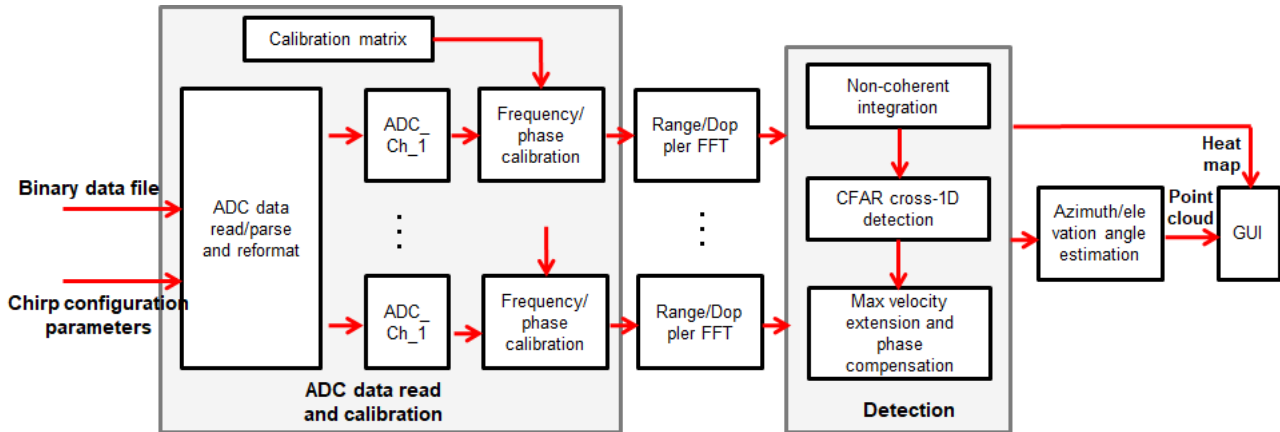 Calibration matrix
Binary data file
Chirp configuration
parameters
ADC data
read/parse
and reformat
ADC_
Ch_1
Frequency/
phase
calibration
ADC_
Ch_1
Frequency/
phase
calibration
ADC data read
and calibration
Range/Dop
pler FFT
Range/Dop
pler FFT
Non-coherent
integration
CFAR cross-1D
detection
Max velocity
extension and
phase
compensation
Detection
Azimuth/ele
vation angle
estimation
Heat
map
Point
cloud
GUI